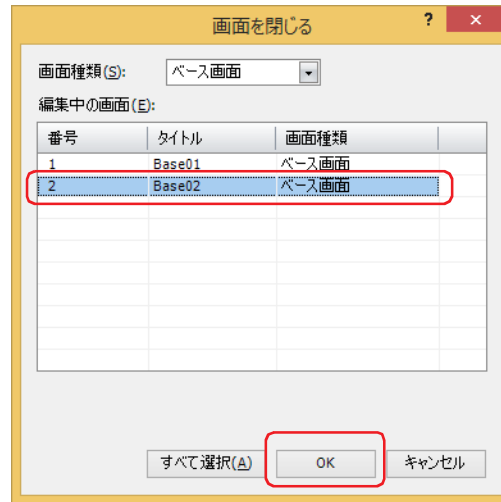 画面を閉じる ? ×
画面種類(S): ベース画面
編集中の画面(E):
番号 タイトル 画面種類
1 Base01 ベース画面
2 Base02 ベース画面
すべて選択(A) OK キャンセル